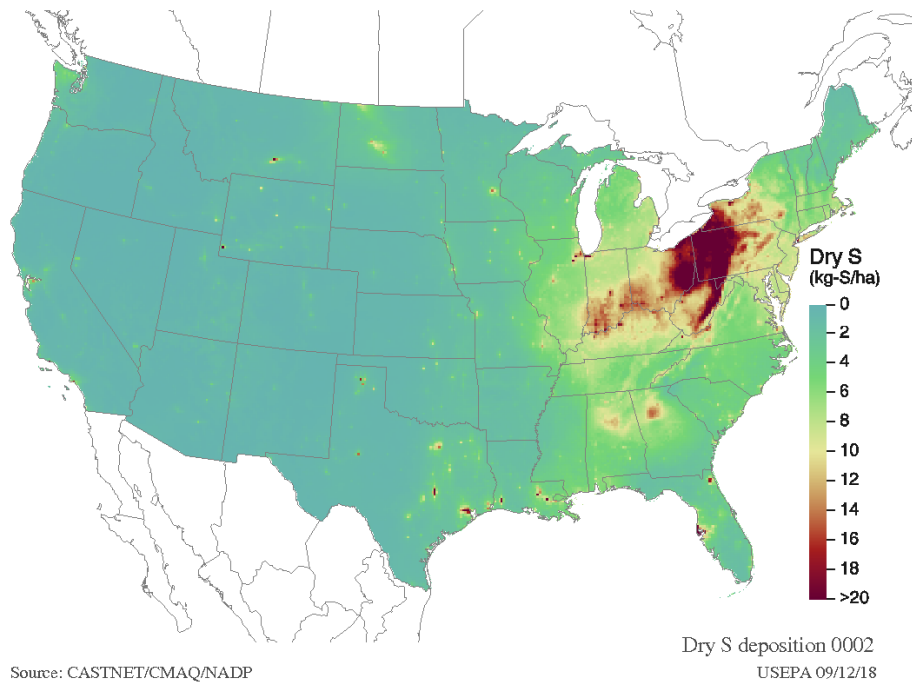 Dry S
(kg-S/ha)
0
2
4
6
8
10
12
14
16
18
>20
Dry S deposition 0002
Source: CASTNET/CMAQ/NADP
USEPA 09/12/18